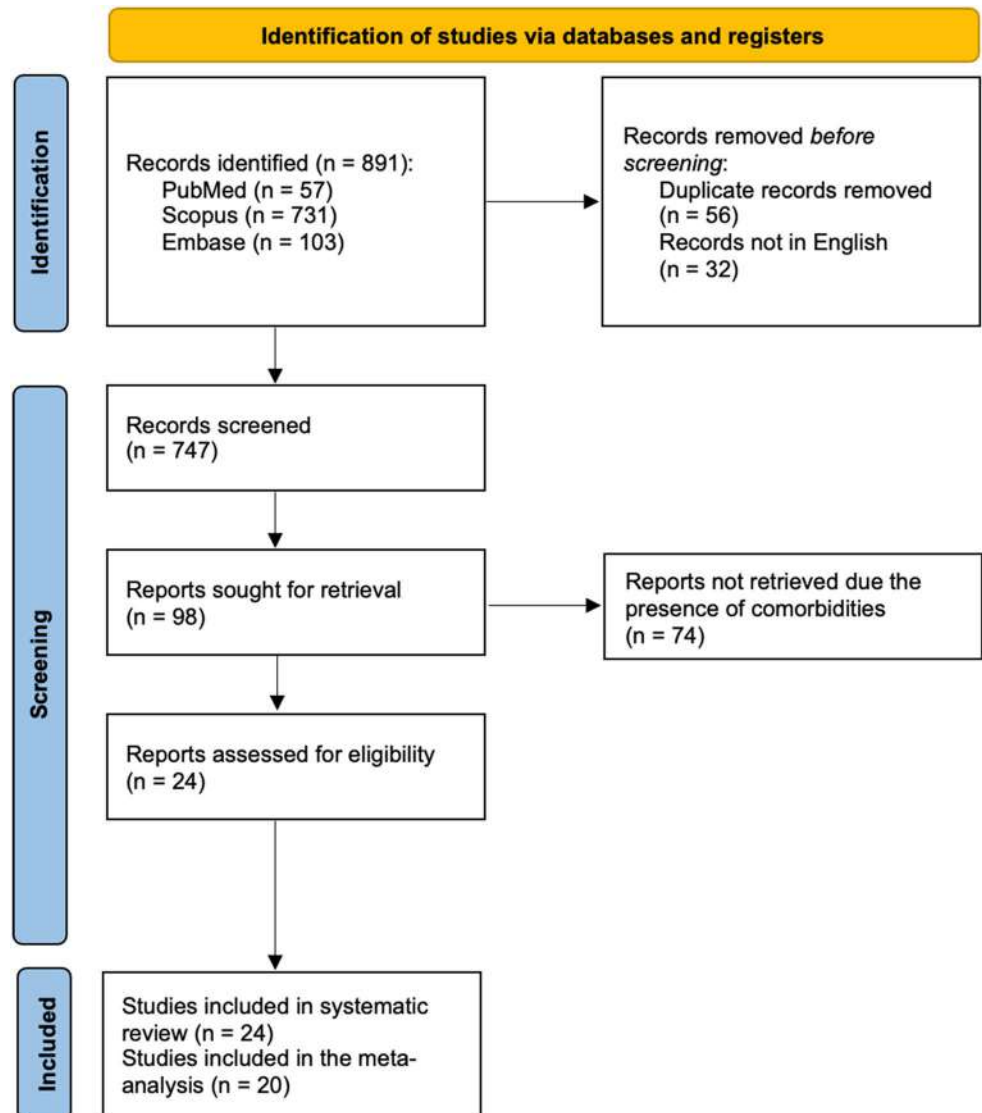 Identification of studies via databases and registers
Identification
Records identified (n = 891):
PubMed (n = 57)
Scopus (n = 731)
Embase (n = 103)
Records removed before
screening:
Duplicate records removed
(n = 56)
Records not in English
(n = 32)
Screening
Records screened
(n = 747)
Reports sought for retrieval
(n = 98)
Reports not retrieved due the
presence of comorbidities
(n = 74)
Reports assessed for eligibility
(n = 24)
Included
Studies included in systematic
review (n = 24)
Studies included in the meta-
analysis (n = 20)